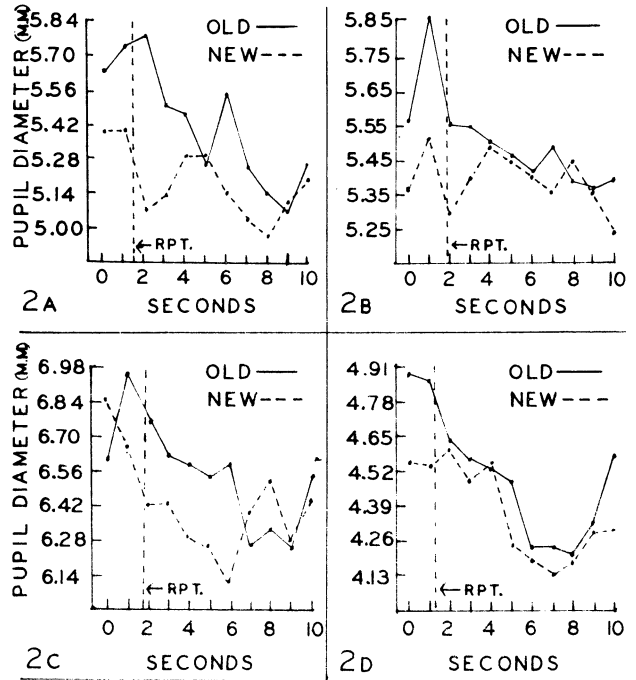 PUPIL DIAMETER (M.M)
5.84
5.70
5.56
5.42
5.28
5.14
5.00
OLD
NEW
←RPT.
0 2 4 6 8 10
2A SECONDS
5.85
5.75
5.65
5.55
5.45
5.35
5.25
OLD
NEW
←RPT.
0 2 4 6 8 10
2B SECONDS
PUPIL DIAMETER (M.M)
6.98
6.84
6.70
6.56
6.42
6.28
6.14
OLD
NEW
←RPT.
0 2 4 6 8 10
2C SECONDS
4.91
4.78
4.65
4.52
4.39
4.26
4.13
OLD
NEW
←RPT.
0 2 4 6 8 10
2D SECONDS